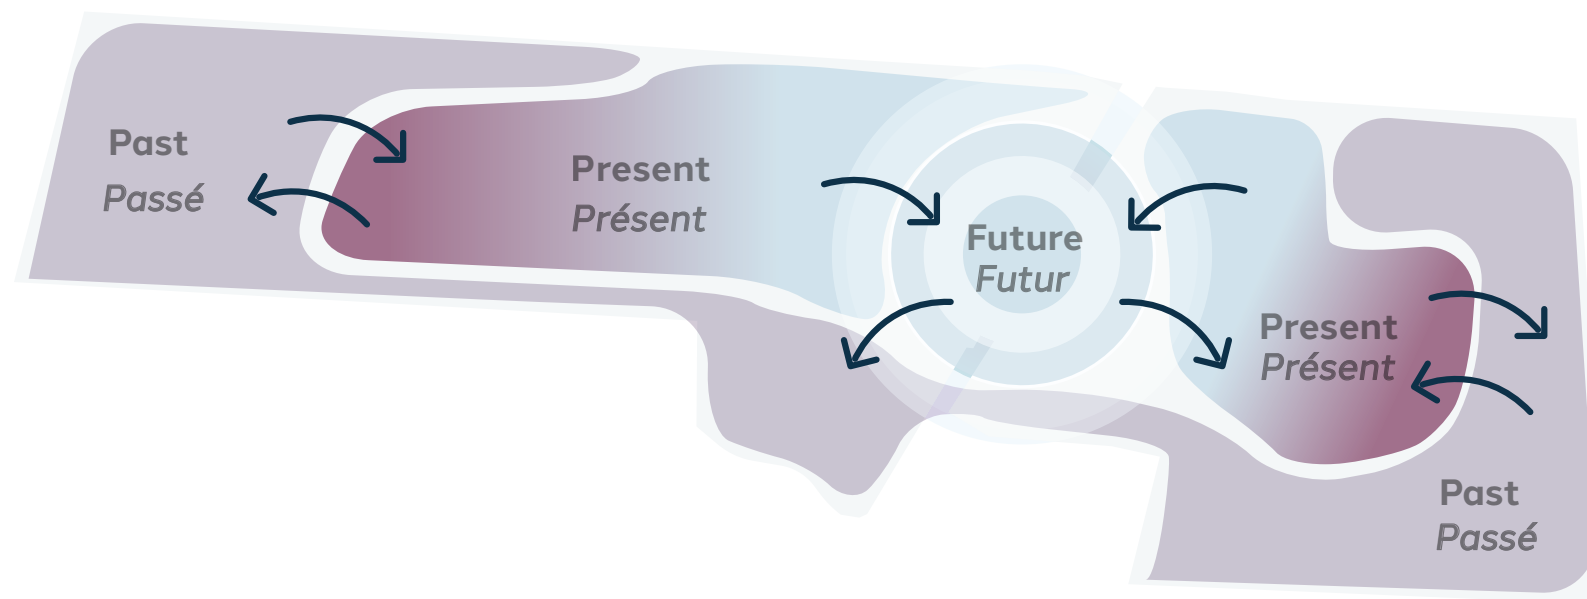 Past
Passé
Present
Présent
Future
Futur
Present
Présent
Past
Passé